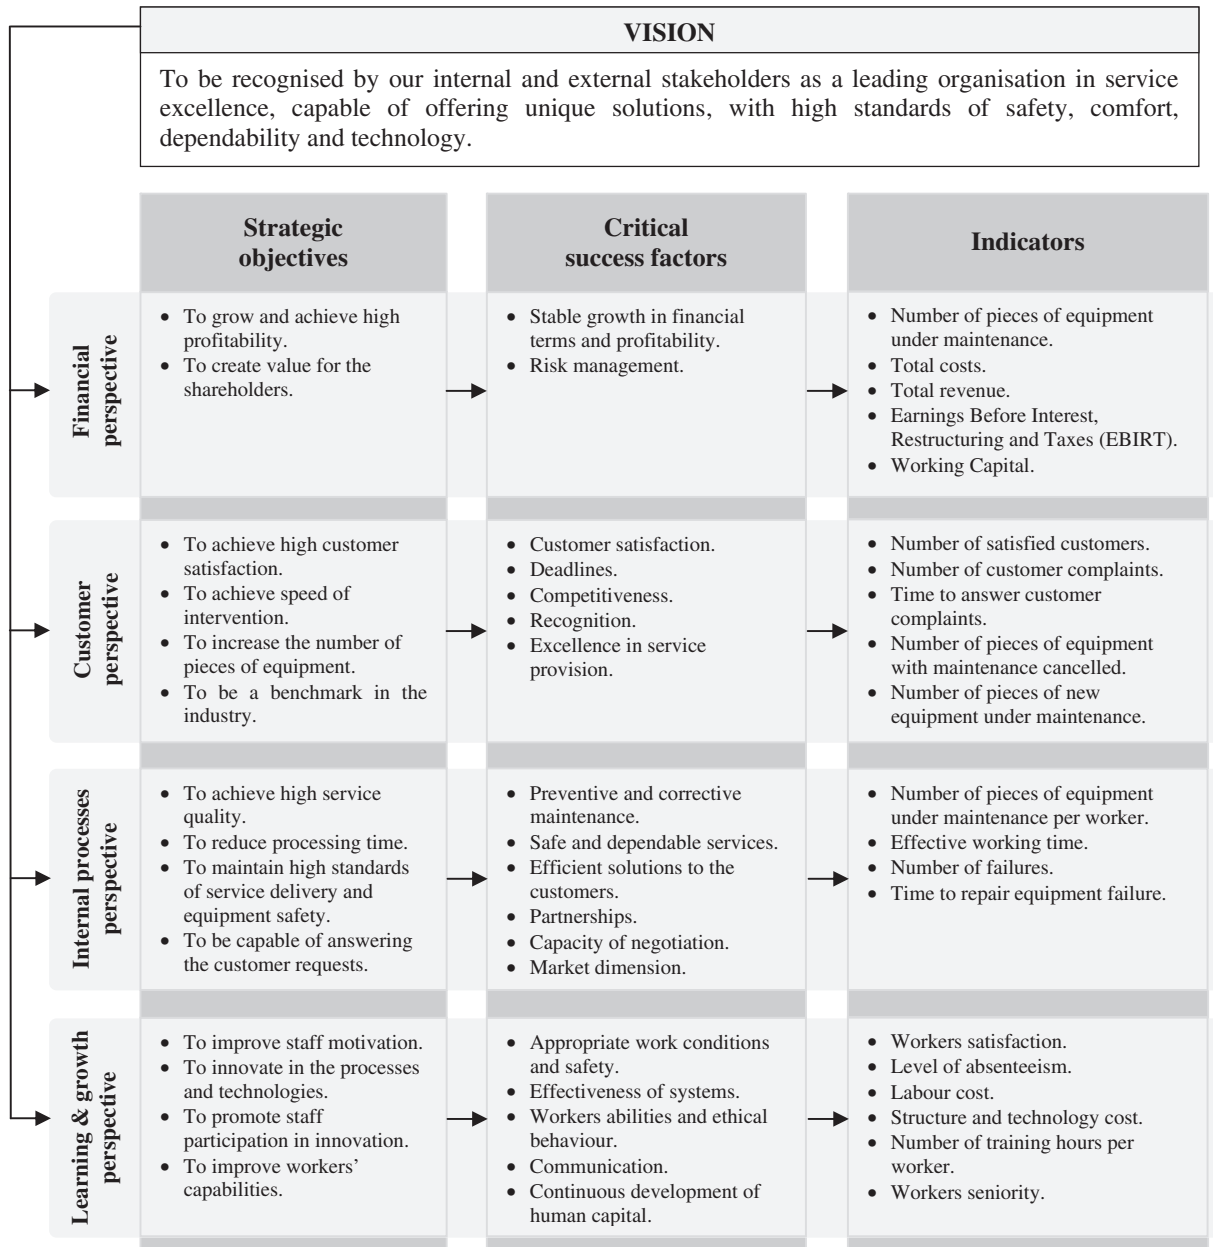 VISION
To be recognised by our internal and external stakeholders as a leading organisation in service
excellence, capable of offering unique solutions, with high standards of safety, comfort,
dependability and technology.
Strategic
objectives
Critical
success factors
Indicators
Financial
perspective
• To grow and achieve high
profitability.
• To create value for the
shareholders.
• Stable growth in financial
terms and profitability.
• Risk management.
• Number of pieces of equipment
under maintenance.
• Total costs.
• Total revenue.
• Earnings Before Interest,
Restructuring and Taxes (EBIRT).
• Working Capital.
Customer
perspective
• To achieve high customer
satisfaction.
• To achieve speed of
intervention.
• To increase the number of
pieces of equipment.
• To be a benchmark in the
industry.
• Customer satisfaction.
• Deadlines.
• Competitiveness.
• Recognition.
• Excellence in service
provision.
• Number of satisfied customers.
• Number of customer complaints.
• Time to answer customer
complaints.
• Number of pieces of equipment
with maintenance cancelled.
• Number of pieces of new
equipment under maintenance.
Internal processes
perspective
• To achieve high service
quality.
• To reduce processing time.
• To maintain high standards
of service delivery and
equipment safety.
• To be capable of answering
the customer requests.
• Preventive and corrective
maintenance.
• Safe and dependable services.
• Efficient solutions to the
customers.
• Partnerships.
• Capacity of negotiation.
• Market dimension.
• Number of pieces of equipment
under maintenance per worker.
• Effective working time.
• Number of failures.
• Time to repair equipment failure.
Learning & growth
perspective
• To improve staff motivation.
• To innovate in the processes
and technologies.
• To promote staff
participation in innovation.
• To improve workers'
capabilities.
• Appropriate work conditions
and safety.
• Effectiveness of systems.
• Workers abilities and ethical
behaviour.
• Communication.
• Continuous development of
human capital.
• Workers satisfaction.
• Level of absenteeism.
• Labour cost.
• Structure and technology cost.
• Number of training hours per
worker.
• Workers seniority.